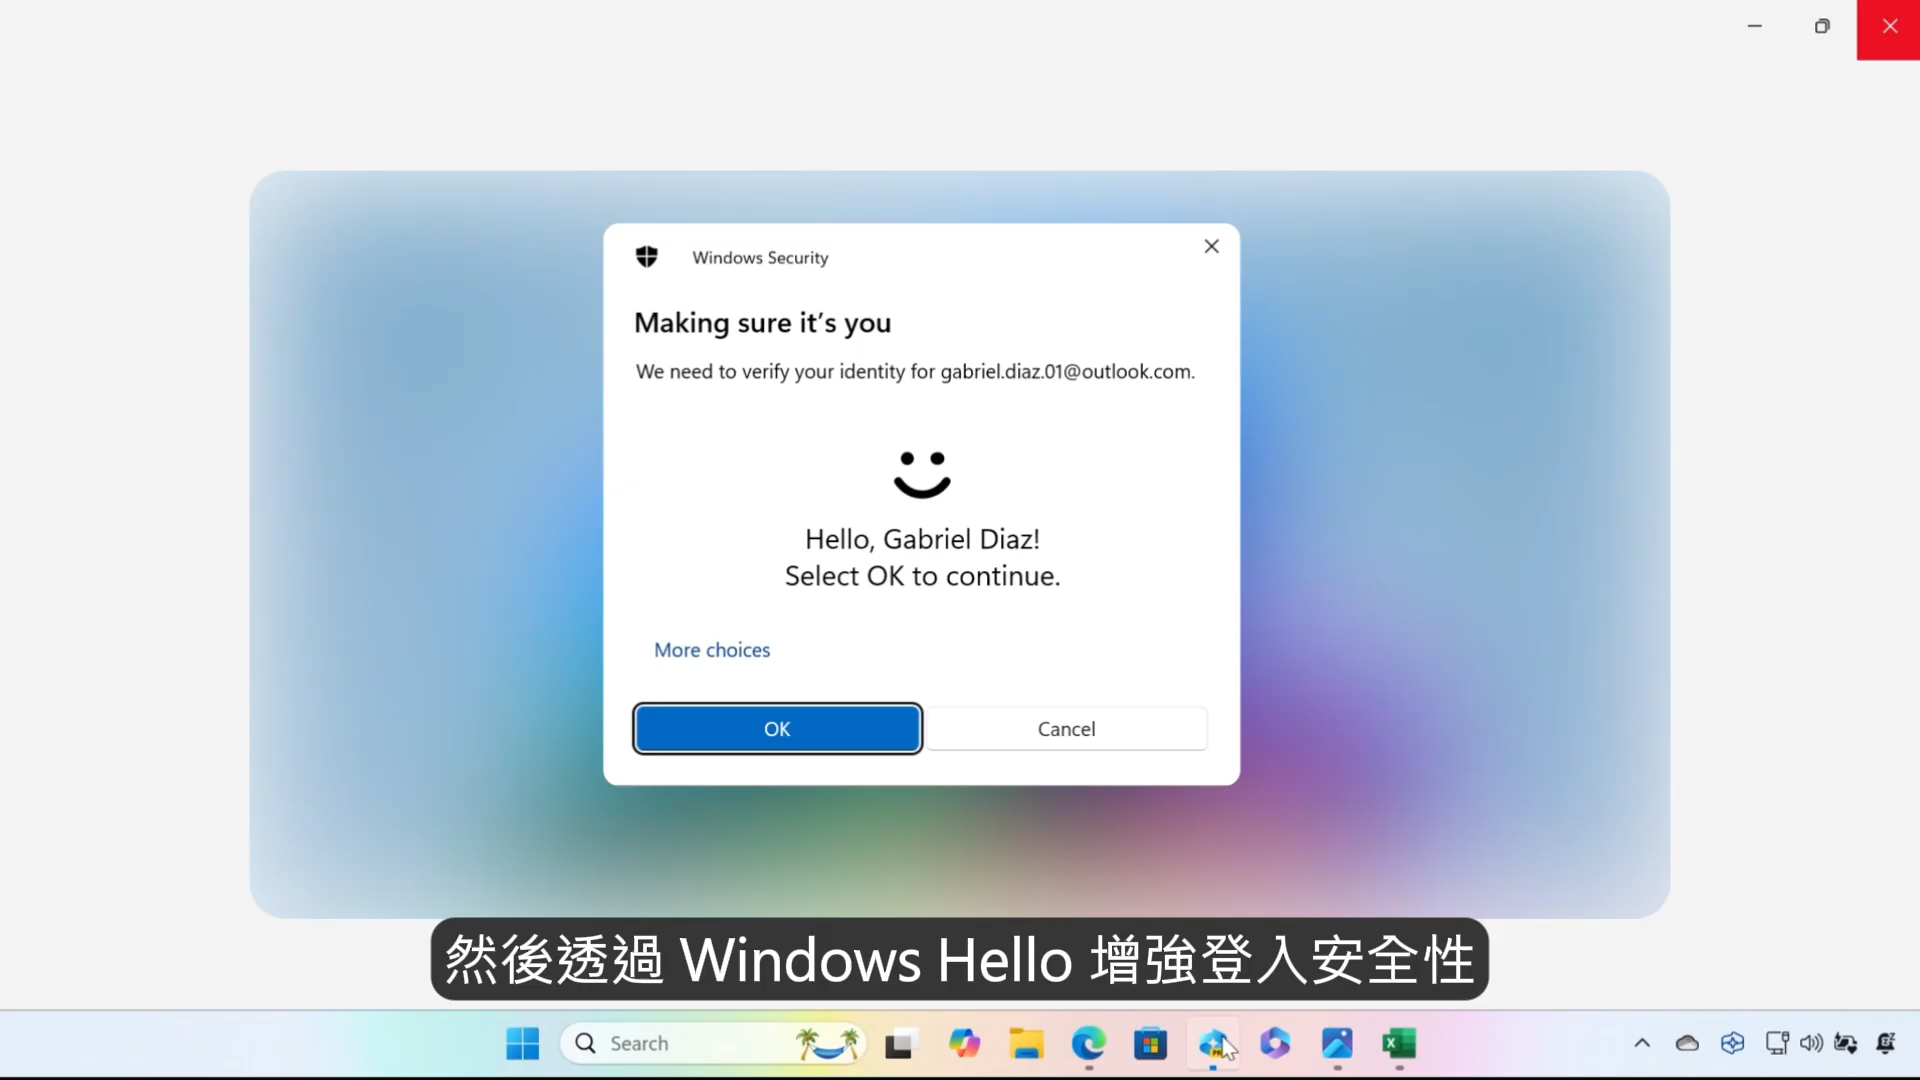 Windows Security
Making sure it’s you
We need to verify your identity for gabriel.diaz.01@outlook.com.
Hello, Gabriel Diaz!
Select OK to continue.
More choices
OK
Cancel
然後透過 Windows Hello 增強登入安全性
Search